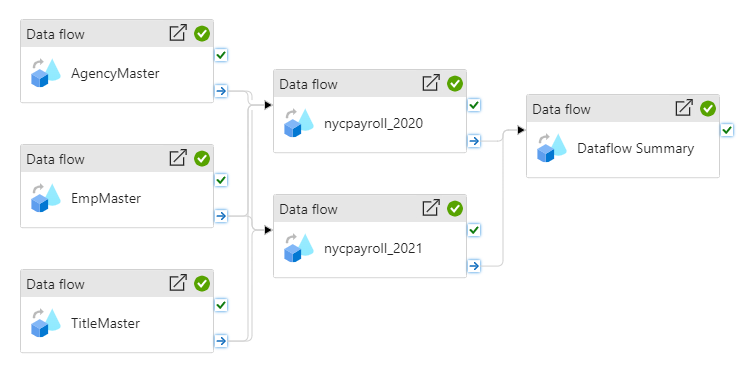 Data flow
AgencyMaster
Data flow
EmpMaster
Data flow
TitleMaster
Data flow
nycpayroll_2020
Data flow
nycpayroll_2021
Data flow
Dataflow Summary